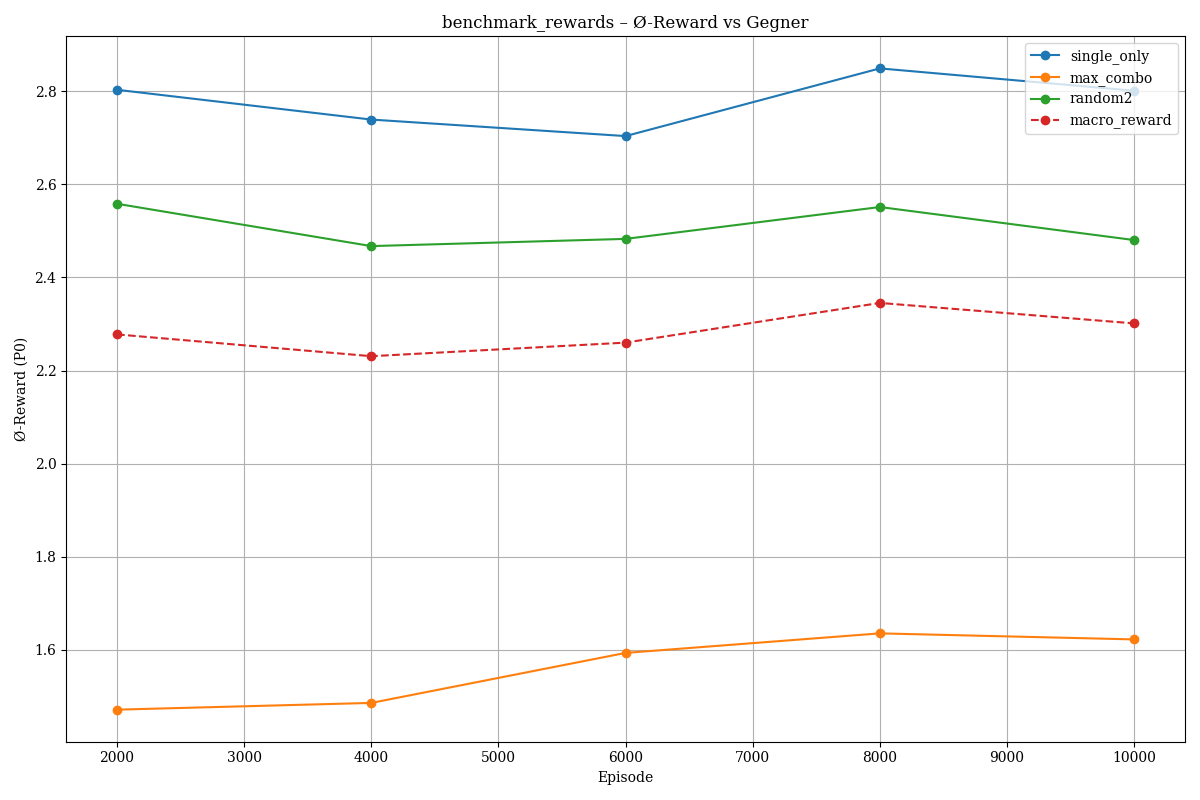 benchmark_rewards – Ø-Reward vs Gegner
single_only
max_combo
random2
macro_reward
Ø-Reward (P0)
2.8
2.6
2.4
2.2
2.0
1.8
1.6
2000 3000 4000 5000 6000 7000 8000 9000 10000
Episode